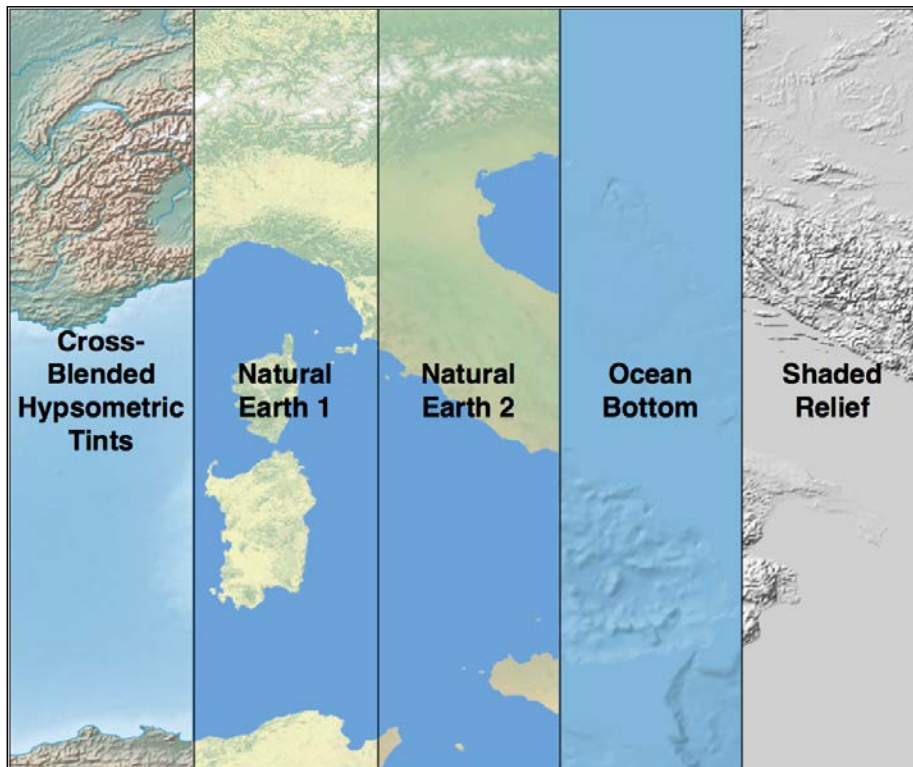 Cross-
Blended
Hypsometric
Tints
Natural
Earth 1
Natural
Earth 2
Ocean
Bottom
Shaded
Relief